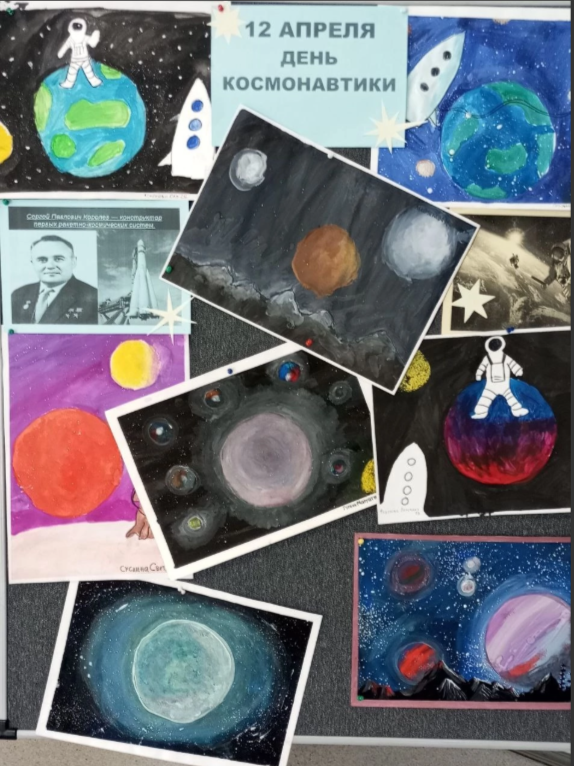 12 АПРЕЛЯ
ДЕНЬ
КОСМОНАВТИКИ
Сергей Павлович Королев — конструктор
первых ракетно-космических систем.